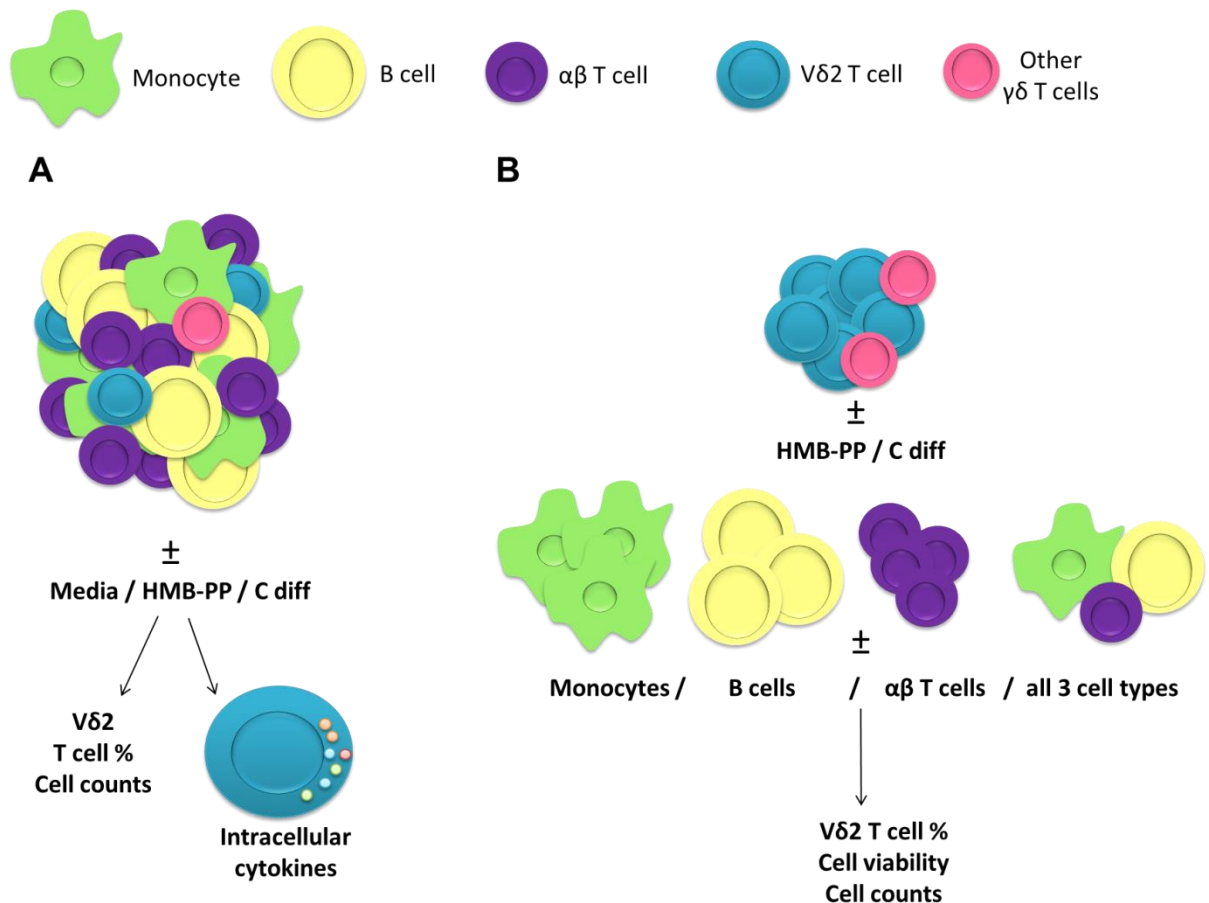 Monocyte
B cell
αβ T cell
Vδ2 T cell
Other
γδ T cells
A
±
Media / HMB-PP / C diff
Vδ2
T cell %
Cell counts
Intracellular
cytokines
B
±
HMB-PP / C diff
±
Monocytes / B cells / αβ T cells / all 3 cell types
Vδ2 T cell %
Cell viability
Cell counts